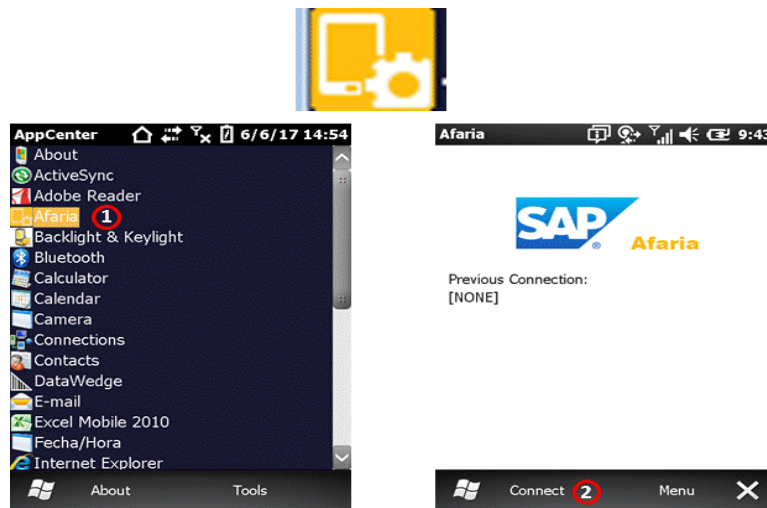 AppCenter 6/6/17 14:54
About
ActiveSync
Adobe Reader
Afaria 1
Backlight & Keylight
Bluetooth
Calculator
Calendar
Camera
Connections
Contacts
DataWedge
E-mail
Excel Mobile 2010
Fecha/Hora
Internet Explorer
About Tools
Afaria 9:43
SAP ®
Afaria
Previous Connection:
[NONE]
Connect 2 Menu